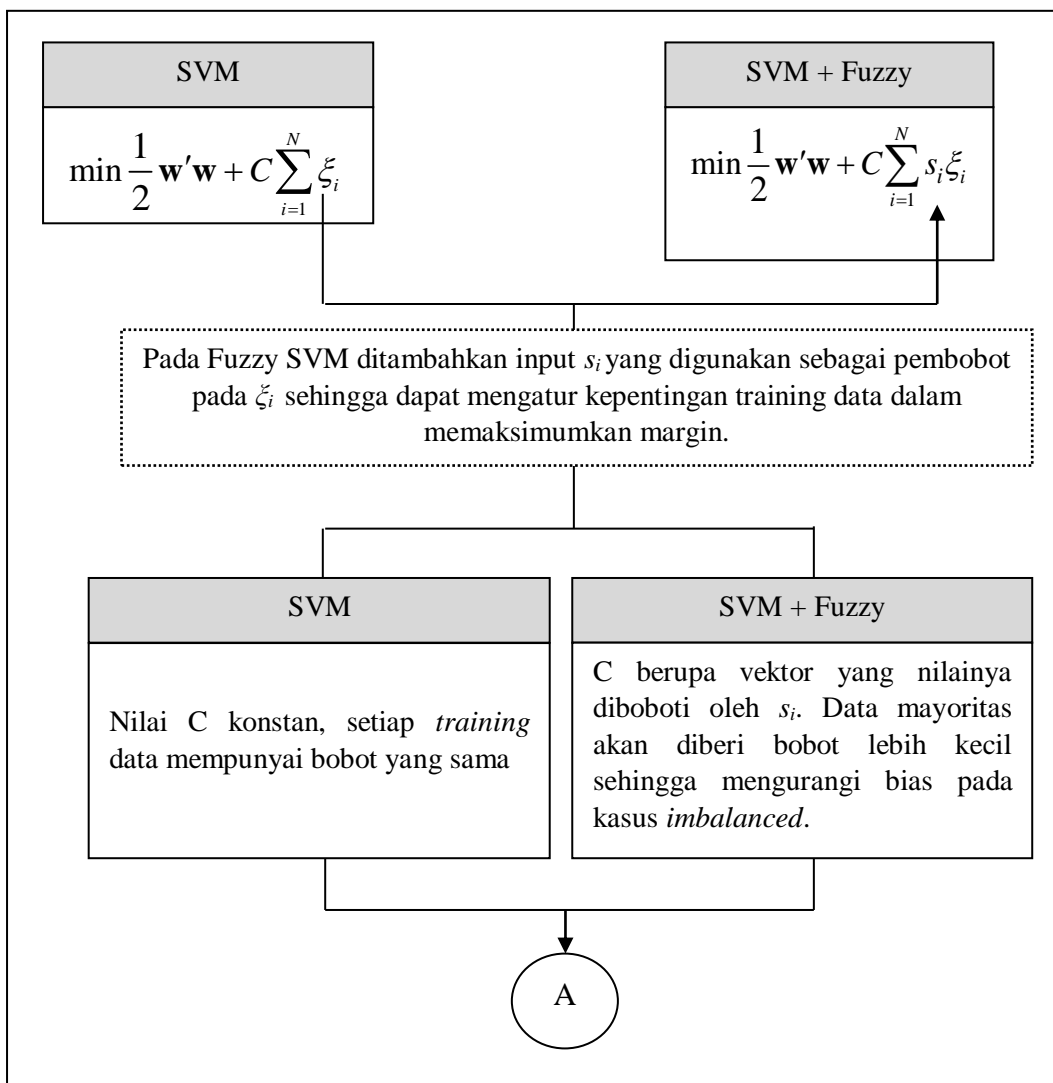 SVM
min 1/2 w′w + C ∑_{i=1}^{N} ξ_i
SVM + Fuzzy
min 1/2 w′w + C ∑_{i=1}^{N} s_i ξ_i
Pada Fuzzy SVM ditambahkan input s_i yang digunakan sebagai pembobot
pada ξ_i sehingga dapat mengatur kepentingan training data dalam
memaksimumkan margin.
SVM
Nilai C konstan, setiap training
data mempunyai bobot yang sama
SVM + Fuzzy
C berupa vektor yang nilainya
diboboti oleh s_i. Data mayoritas
akan diberi bobot lebih kecil
sehingga mengurangi bias pada
kasus imbalanced.
A